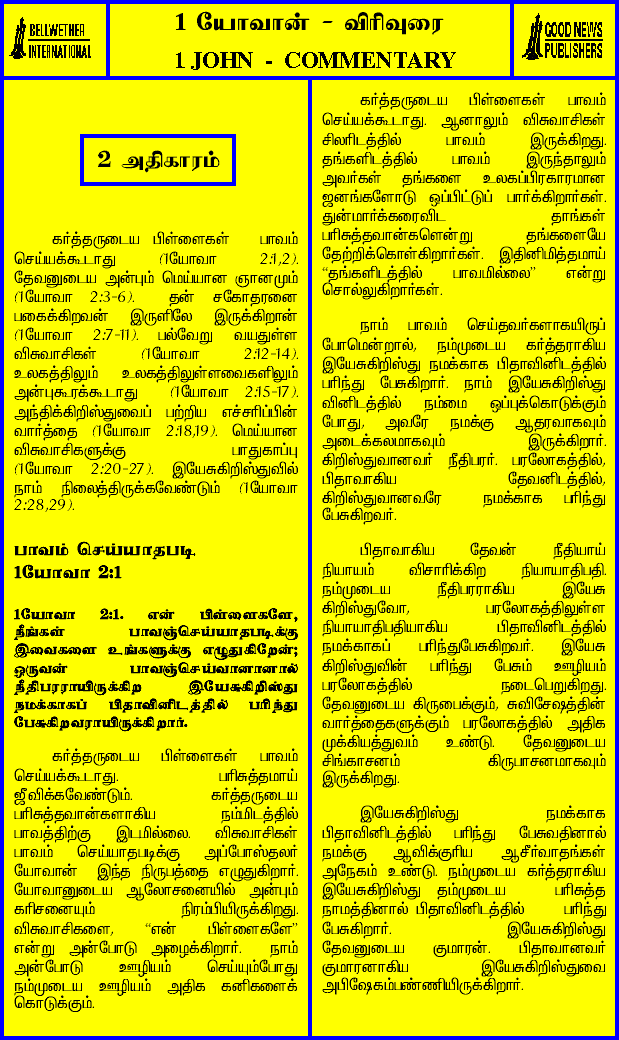 BELLWETHER
INTERNATIONAL
1 யோவான் - விரிவுரை
1 JOHN - COMMENTARY
GOOD NEWS
PUBLISHERS
2 அதிகாரம்
கர்த்தருடைய பிள்ளைகள் பாவம்
செய்யக்கூடாது (1யோவா 2:1,2).
தேவனுடைய அன்பும் மெய்யான ஞானமும்
(1யோவா 2:3-6). தன் சகோதரனை
பகைக்கிறவன் இருளிலே இருக்கிறான்
(1யோவா 2:7-11). பல்வேறு வயதுள்ள
விசுவாசிகள் (1யோவா 2:12-14).
உலகத்திலும் உலகத்திலுள்ளவைகளிலும்
அன்புகூரக்கூடாது (1யோவா 2:15-17).
அந்திக்கிறிஸ்துவைப் பற்றிய எச்சரிப்பின்
வார்த்தை (1யோவா 2:18,19). மெய்யான
விசுவாசிகளுக்கு பாதுகாப்பு
(1யோவா 2:20-27). இயேசுகிறிஸ்துவில்
நாம் நிலைத்திருக்கவேண்டும் (1யோவா
2:28,29).
பாவம் செய்யாதபடி
1யோவா 2:1
1யோவா 2:1. என் பிள்ளைகளே,
நீங்கள் பாவஞ்செய்யாதபடிக்கு
இவைகளை உங்களுக்கு எழுதுகிறேன்;
ஒருவன் பாவஞ்செய்வானானால்
நீதிபரராயிருக்கிற இயேசுகிறிஸ்து
நமக்காகப் பிதாவினிடத்தில் பரிந்து
பேசுகிறவராயிருக்கிறார்.
கர்த்தருடைய பிள்ளைகள் பாவம்
செய்யக்கூடாது. பரிசுத்தமாய்
ஜீவிக்கவேண்டும். கர்த்தருடைய
பரிசுத்தவான்களாகிய நம்மிடத்தில்
பாவத்திற்கு இடமில்லை. விசுவாசிகள்
பாவம் செய்யாதபடிக்கு அப்போஸ்தலர்
யோவான் இந்த நிருபத்தை எழுதுகிறார்.
யோவானுடைய ஆலோசனையில் அன்பும்
கரிசனையும் நிரம்பியிருக்கிறது.
விசுவாசிகளை, “என் பிள்ளைகளே”
என்று அன்போடு அழைக்கிறார். நாம்
அன்போடு ஊழியம் செய்யும்போது
நம்முடைய ஊழியம் அதிக கனிகளைக்
கொடுக்கும்.
கர்த்தருடைய பிள்ளைகள் பாவம்
செய்யக்கூடாது. ஆனாலும் விசுவாசிகள்
சிலரிடத்தில் பாவம் இருக்கிறது.
தங்களிடத்தில் பாவம் இருந்தாலும்
அவர்கள் தங்களை உலகப்பிரகாரமான
ஜனங்களோடு ஒப்பிட்டுப் பார்க்கிறார்கள்.
துன்மார்க்கரைவிட தாங்கள்
பரிசுத்தவான்களென்று தங்களையே
தேற்றிக்கொள்கிறார்கள். இதினிமித்தமாய்
“தங்களிடத்தில் பாவமில்லை” என்று
சொல்லுகிறார்கள்.
நாம் பாவம் செய்தவர்களாகயிருப்
போமென்றால், நம்முடைய கர்த்தராகிய
இயேசுகிறிஸ்து நமக்காக பிதாவினிடத்தில்
பரிந்து பேசுகிறார். நாம் இயேசுகிறிஸ்து
வினிடத்தில் நம்மை ஒப்புக்கொடுக்கும்
போது, அவரே நமக்கு ஆதரவாகவும்
அடைக்கலமாகவும் இருக்கிறார்.
கிறிஸ்துவானவர் நீதிபரர். பரலோகத்தில்,
பிதாவாகிய தேவனிடத்தில்,
கிறிஸ்துவானவரே நமக்காக பரிந்து
பேசுகிறவர்.
பிதாவாகிய தேவன் நீதியாய்
நியாயம் விசாரிக்கிற நியாயாதிபதி.
நம்முடைய நீதிபரராகிய இயேசு
கிறிஸ்துவோ, பரலோகத்திலுள்ள
நியாயாதிபதியாகிய பிதாவினிடத்தில்
நமக்காகப் பரிந்துபேசுகிறவர். இயேசு
கிறிஸ்துவின் பரிந்து பேசும் ஊழியம்
பரலோகத்தில் நடைபெறுகிறது.
தேவனுடைய கிருபைக்கும், சுவிசேஷத்தின்
வார்த்தைகளுக்கும் பரலோகத்தில் அதிக
முக்கியத்துவம் உண்டு. தேவனுடைய
சிங்காசனம் கிருபாசனமாகவும்
இருக்கிறது.
இயேசுகிறிஸ்து நமக்காக
பிதாவினிடத்தில் பரிந்து பேசுவதினால்
நமக்கு ஆவிக்குரிய ஆசீர்வாதங்கள்
அநேகம் உண்டு. நம்முடைய கர்த்தராகிய
இயேசுகிறிஸ்து தம்முடைய பரிசுத்த
நாமத்தினால் பிதாவினிடத்தில் பரிந்து
பேசுகிறார். இயேசுகிறிஸ்து
தேவனுடைய குமாரன். பிதாவானவர்
குமாரனாகிய இயேசுகிறிஸ்துவை
அபிஷேகம்பண்ணியிருக்கிறார்.